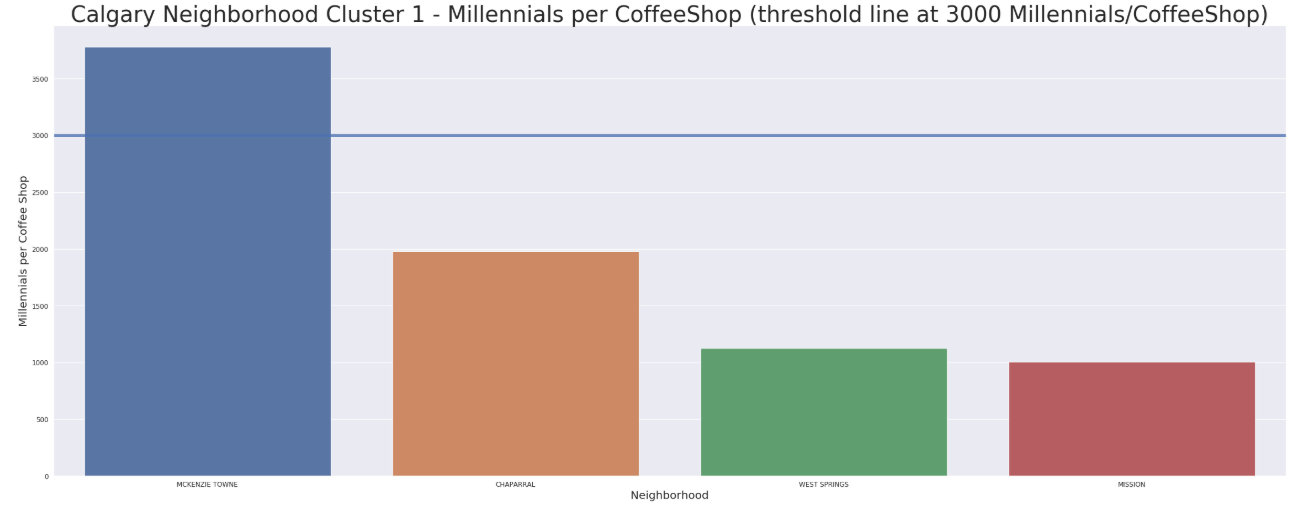 Calgary Neighborhood Cluster 1 - Millennials per CoffeeShop (threshold line at 3000 Millennials/CoffeeShop)
Millennials per Coffee Shop
3500
3000
2500
2000
1500
1000
500
0
MCKENZIE TOWNE
CHAPARRAL
WEST SPRINGS
MISSION
Neighborhood